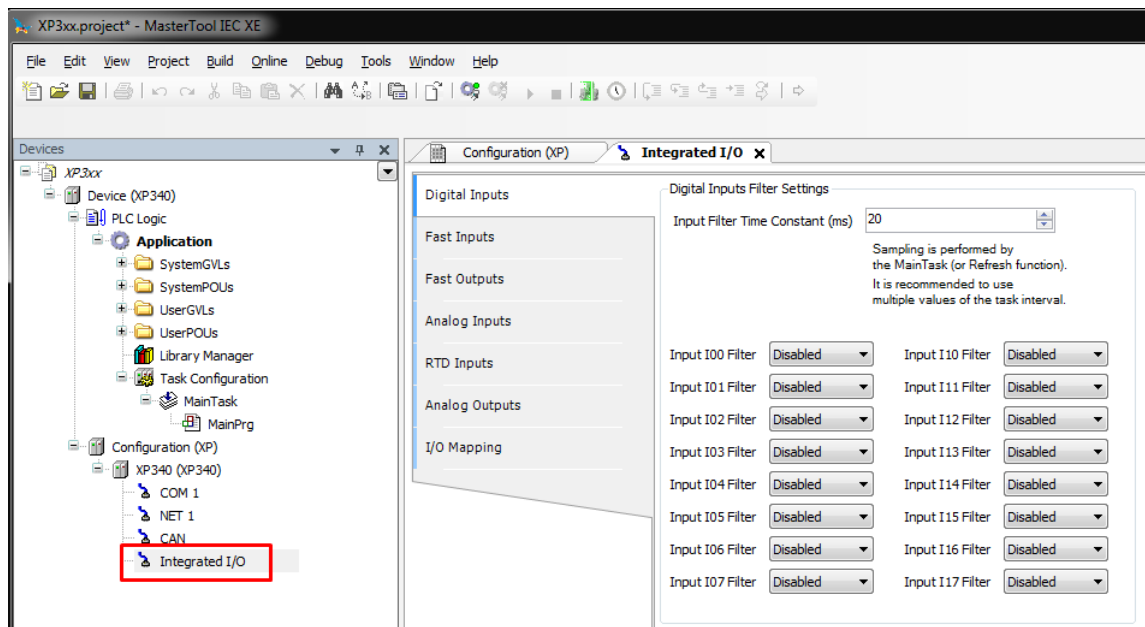 XP3xx.project* - MasterTool IEC XE
File Edit View Project Build Online Debug Tools Window Help
Devices
XP3xx
Device (XP340)
PLC Logic
Application
SystemGVLs
SystemPOUs
UserGVLs
UserPOUs
Library Manager
Task Configuration
MainTask
MainPrg
Configuration (XP)
XP340 (XP340)
COM 1
NET 1
CAN
Integrated I/O
Configuration (XP) Integrated I/O
Digital Inputs
Fast Inputs
Fast Outputs
Analog Inputs
RTD Inputs
Analog Outputs
I/O Mapping
Digital Inputs Filter Settings
Input Filter Time Constant (ms) 20
Sampling is performed by
the MainTask (or Refresh function).
It is recommended to use
multiple values of the task interval.
Input I00 Filter Disabled Input I10 Filter Disabled
Input I01 Filter Disabled Input I11 Filter Disabled
Input I02 Filter Disabled Input I12 Filter Disabled
Input I03 Filter Disabled Input I13 Filter Disabled
Input I04 Filter Disabled Input I14 Filter Disabled
Input I05 Filter Disabled Input I15 Filter Disabled
Input I06 Filter Disabled Input I16 Filter Disabled
Input I07 Filter Disabled Input I17 Filter Disabled